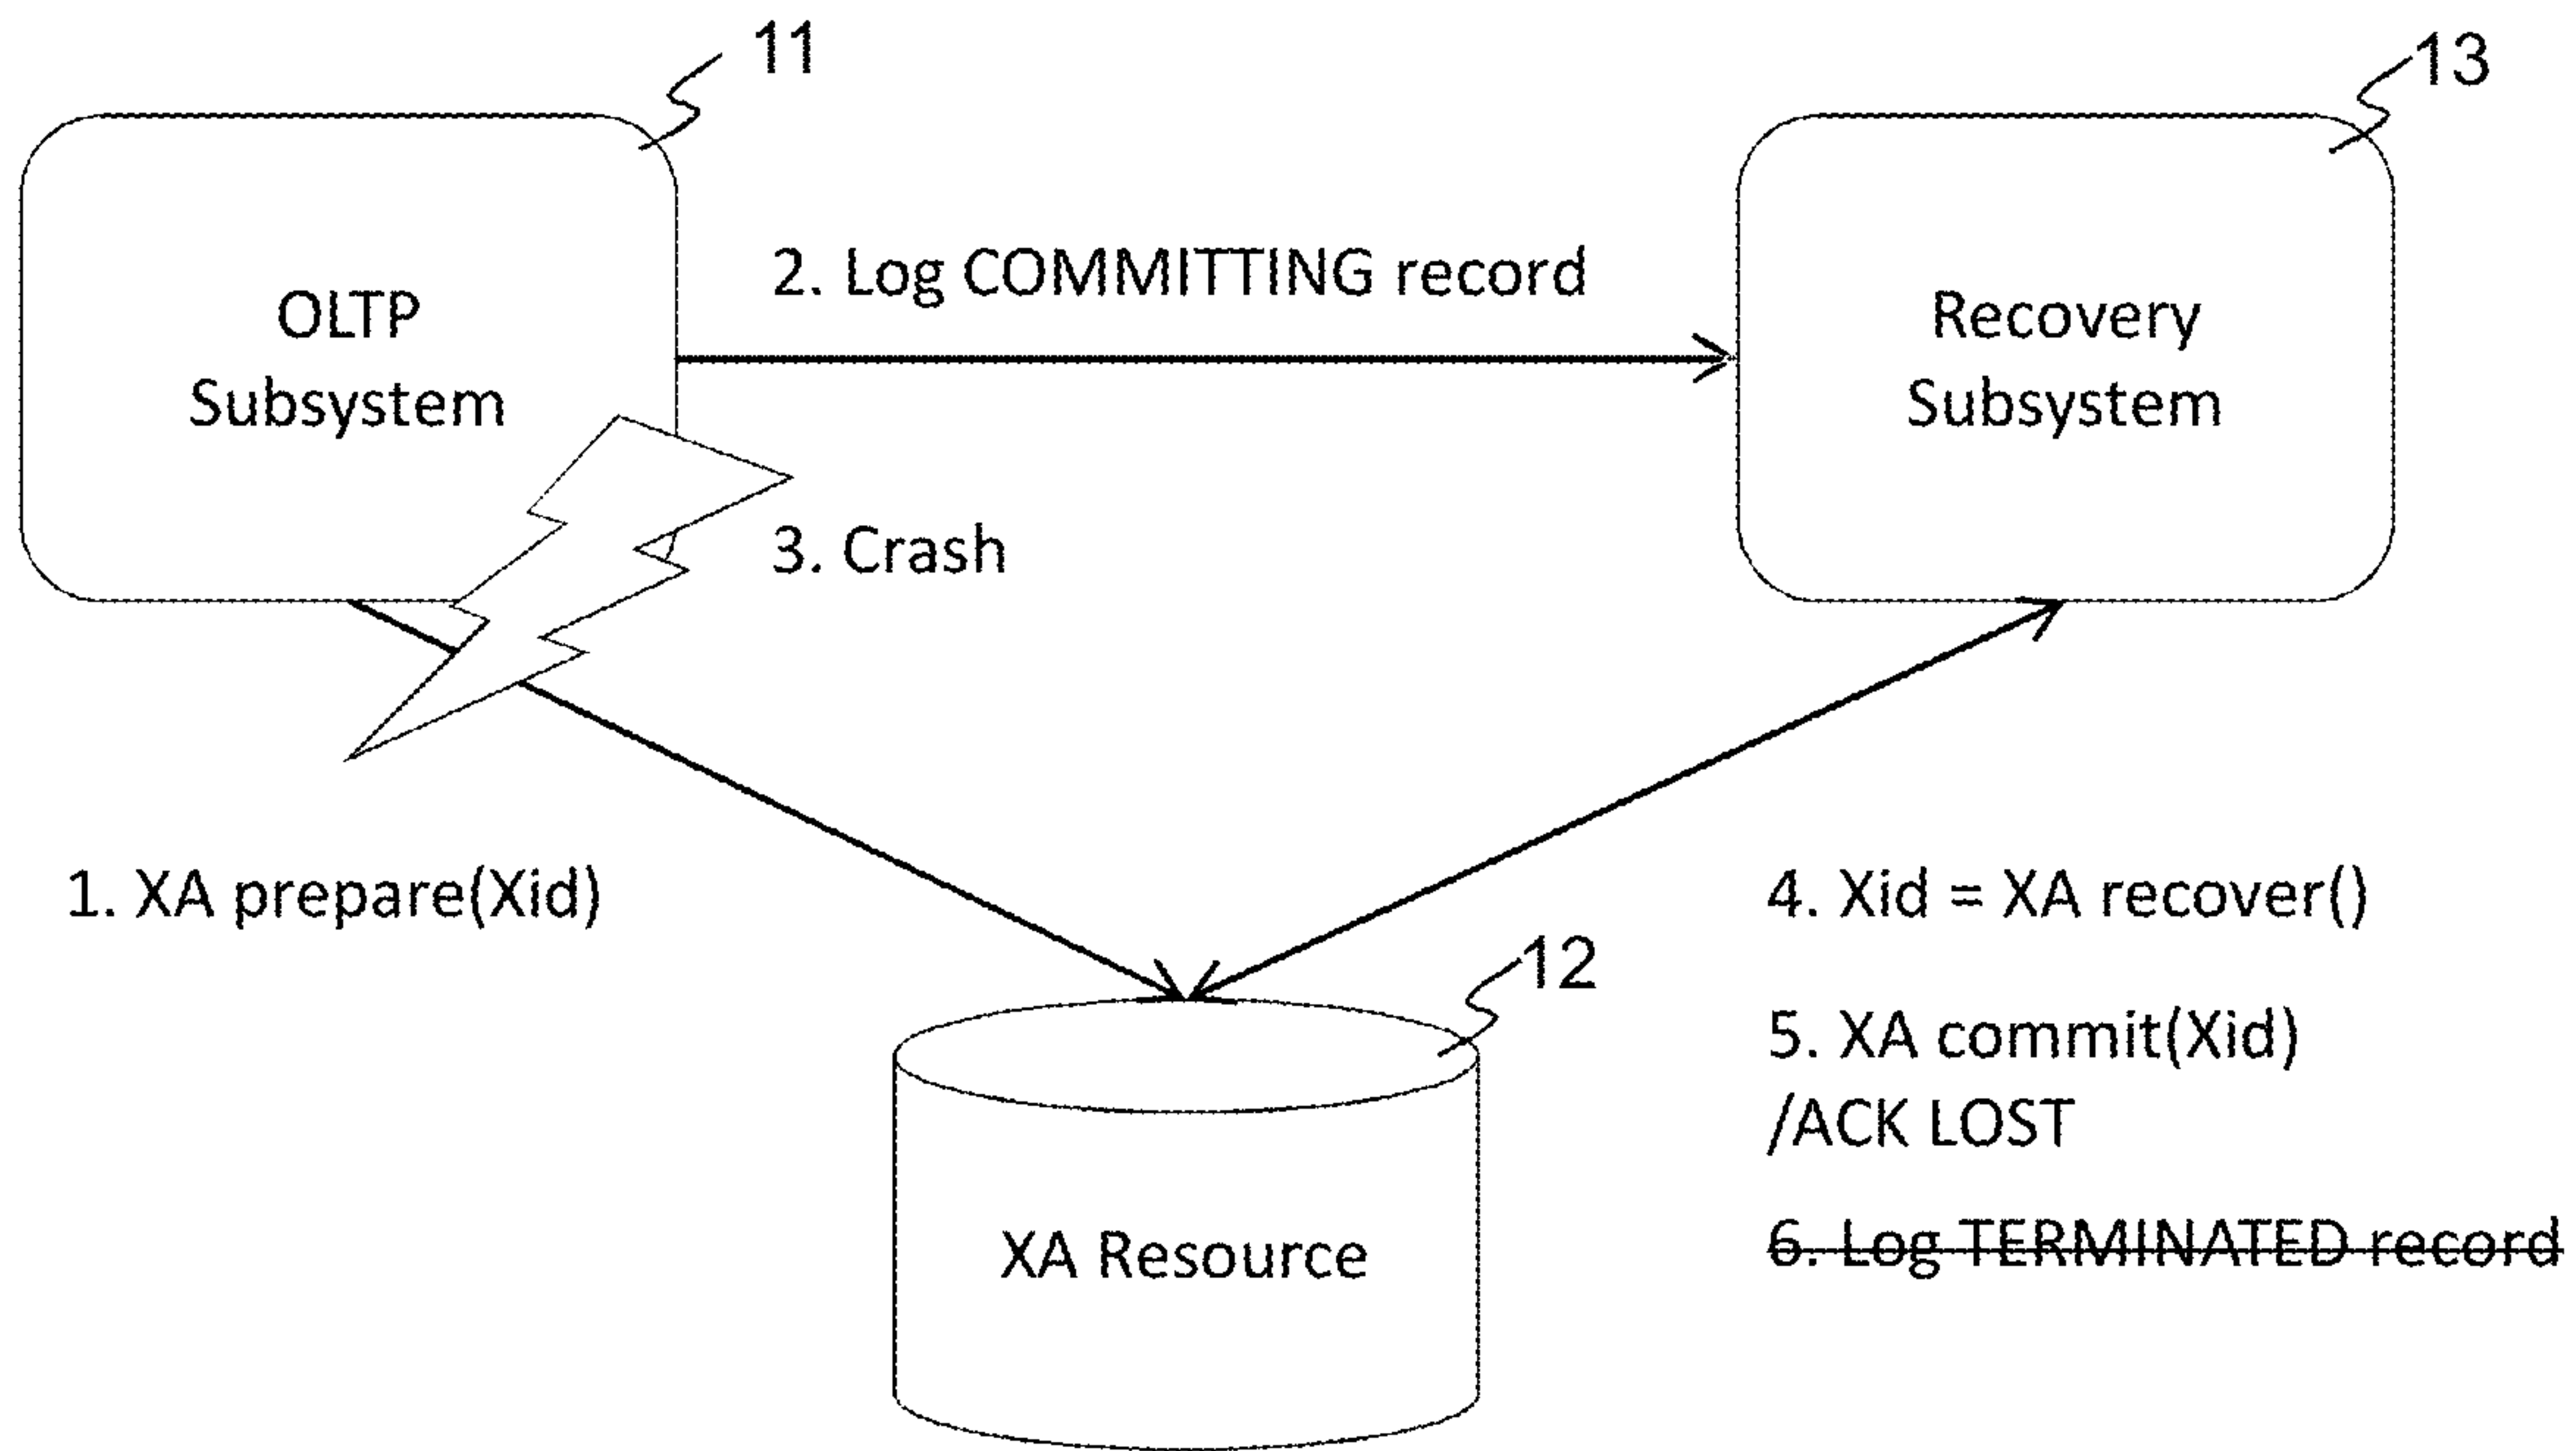 11
13
OLTP
Subsystem
2. Log COMMITTING record
Recovery
Subsystem
3. Crash
1. XA prepare(Xid)
4. Xid = XA recover()
12
5. XA commit(Xid)
/ACK LOST
XA Resource
6. Log TERMINATED record